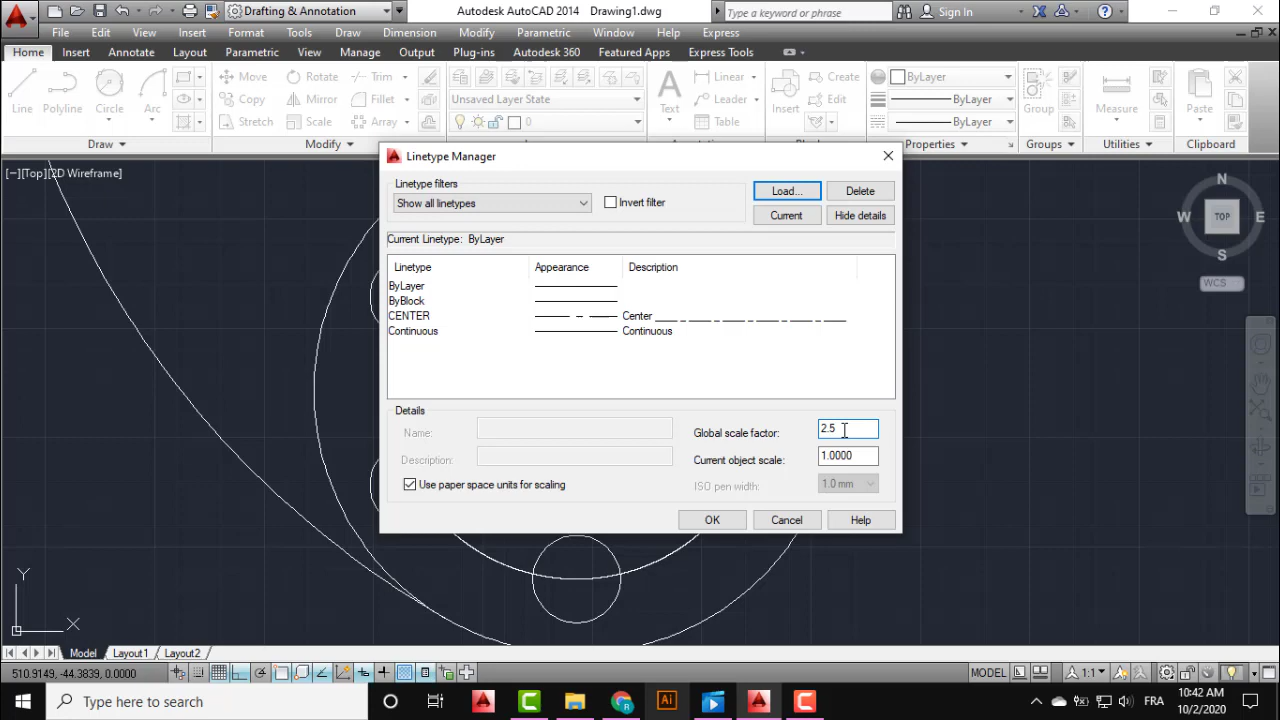 Drafting & Annotation
Autodesk AutoCAD 2014 Drawing1.dwg
Type a keyword or phrase
Sign In
File Edit View Insert Format Tools Draw Dimension Modify Parametric Window Help Express
Home Insert Annotate Layout Parametric View Manage Output Plug-ins Autodesk 360 Featured Apps Express Tools
Line Polyline Circle Arc
Move Rotate Trim
Copy Mirror Fillet
Stretch Scale Array
Unsaved Layer State
0
Text
Linear
Leader
Table
Insert
Create
Edit
ByLayer
ByLayer
ByLayer
Group
Measure
Paste
Draw Modify Properties Groups Utilities Clipboard
[−][Top][2D Wireframe]
Linetype Manager
Linetype filters
Show all linetypes
Invert filter
Load... Delete
Current Hide details
Current Linetype: ByLayer
Linetype Appearance Description
ByLayer
ByBlock
CENTER Center
Continuous Continuous
Details
Name:
Description:
Use paper space units for scaling
Global scale factor: 2.5
Current object scale: 1.0000
ISO pen width: 1.0 mm
OK Cancel Help
N
W TOP E
S
WCS
Y
X
Model Layout1 Layout2
510.9149, -44.3839, 0.0000
MODEL
1:1
Type here to search
Ai
FRA
10:42 AM
10/2/2020